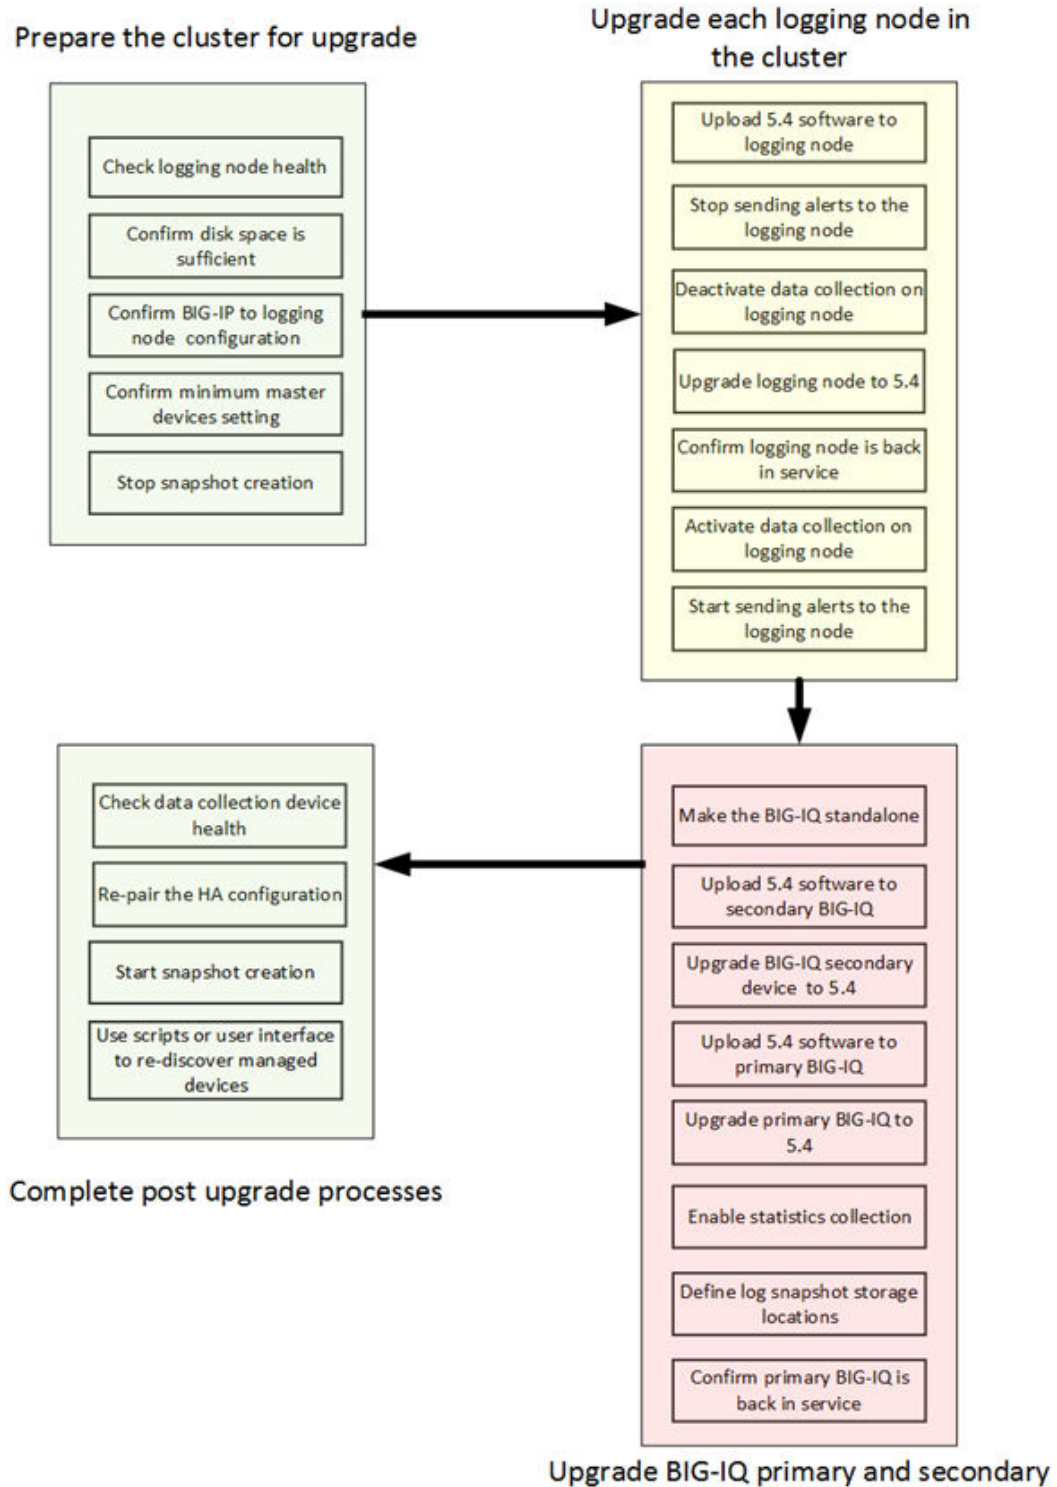 Prepare the cluster for upgrade
Check logging node health
Confirm disk space is
sufficient
Confirm BIG-IP to logging
node configuration
Confirm minimum master
devices setting
Stop snapshot creation
Upgrade each logging node in
the cluster
Upload 5.4 software to
logging node
Stop sending alerts to the
logging node
Deactivate data collection on
logging node
Upgrade logging node to 5.4
Confirm logging node is back
in service
Activate data collection on
logging node
Start sending alerts to the
logging node
Make the BIG-IQ standalone
Upload 5.4 software to
secondary BIG-IQ
Upgrade BIG-IQ secondary
device to 5.4
Upload 5.4 software to
primary BIG-IQ
Upgrade primary BIG-IQ to
5.4
Enable statistics collection
Define log snapshot storage
locations
Confirm primary BIG-IQ is
back in service
Upgrade BIG-IQ primary and secondary
Check data collection device
health
Re-pair the HA configuration
Start snapshot creation
Use scripts or user interface
to re-discover managed
devices
Complete post upgrade processes